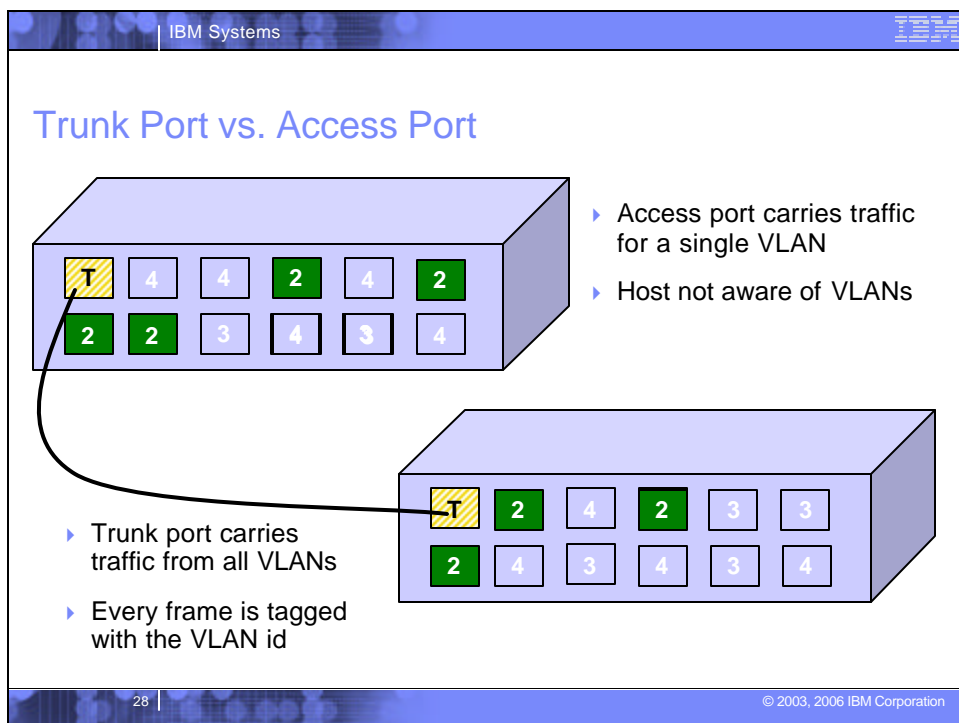 IBM Systems
IBM
Trunk Port vs. Access Port
T 4 4 2 4 2
2 2 3 4 3 4
Access port carries traffic
for a single VLAN
Host not aware of VLANs
T 2 4 2 3 3
2 4 3 4 3 4
Trunk port carries
traffic from all VLANs
Every frame is tagged
with the VLAN id
28
© 2003, 2006 IBM Corporation